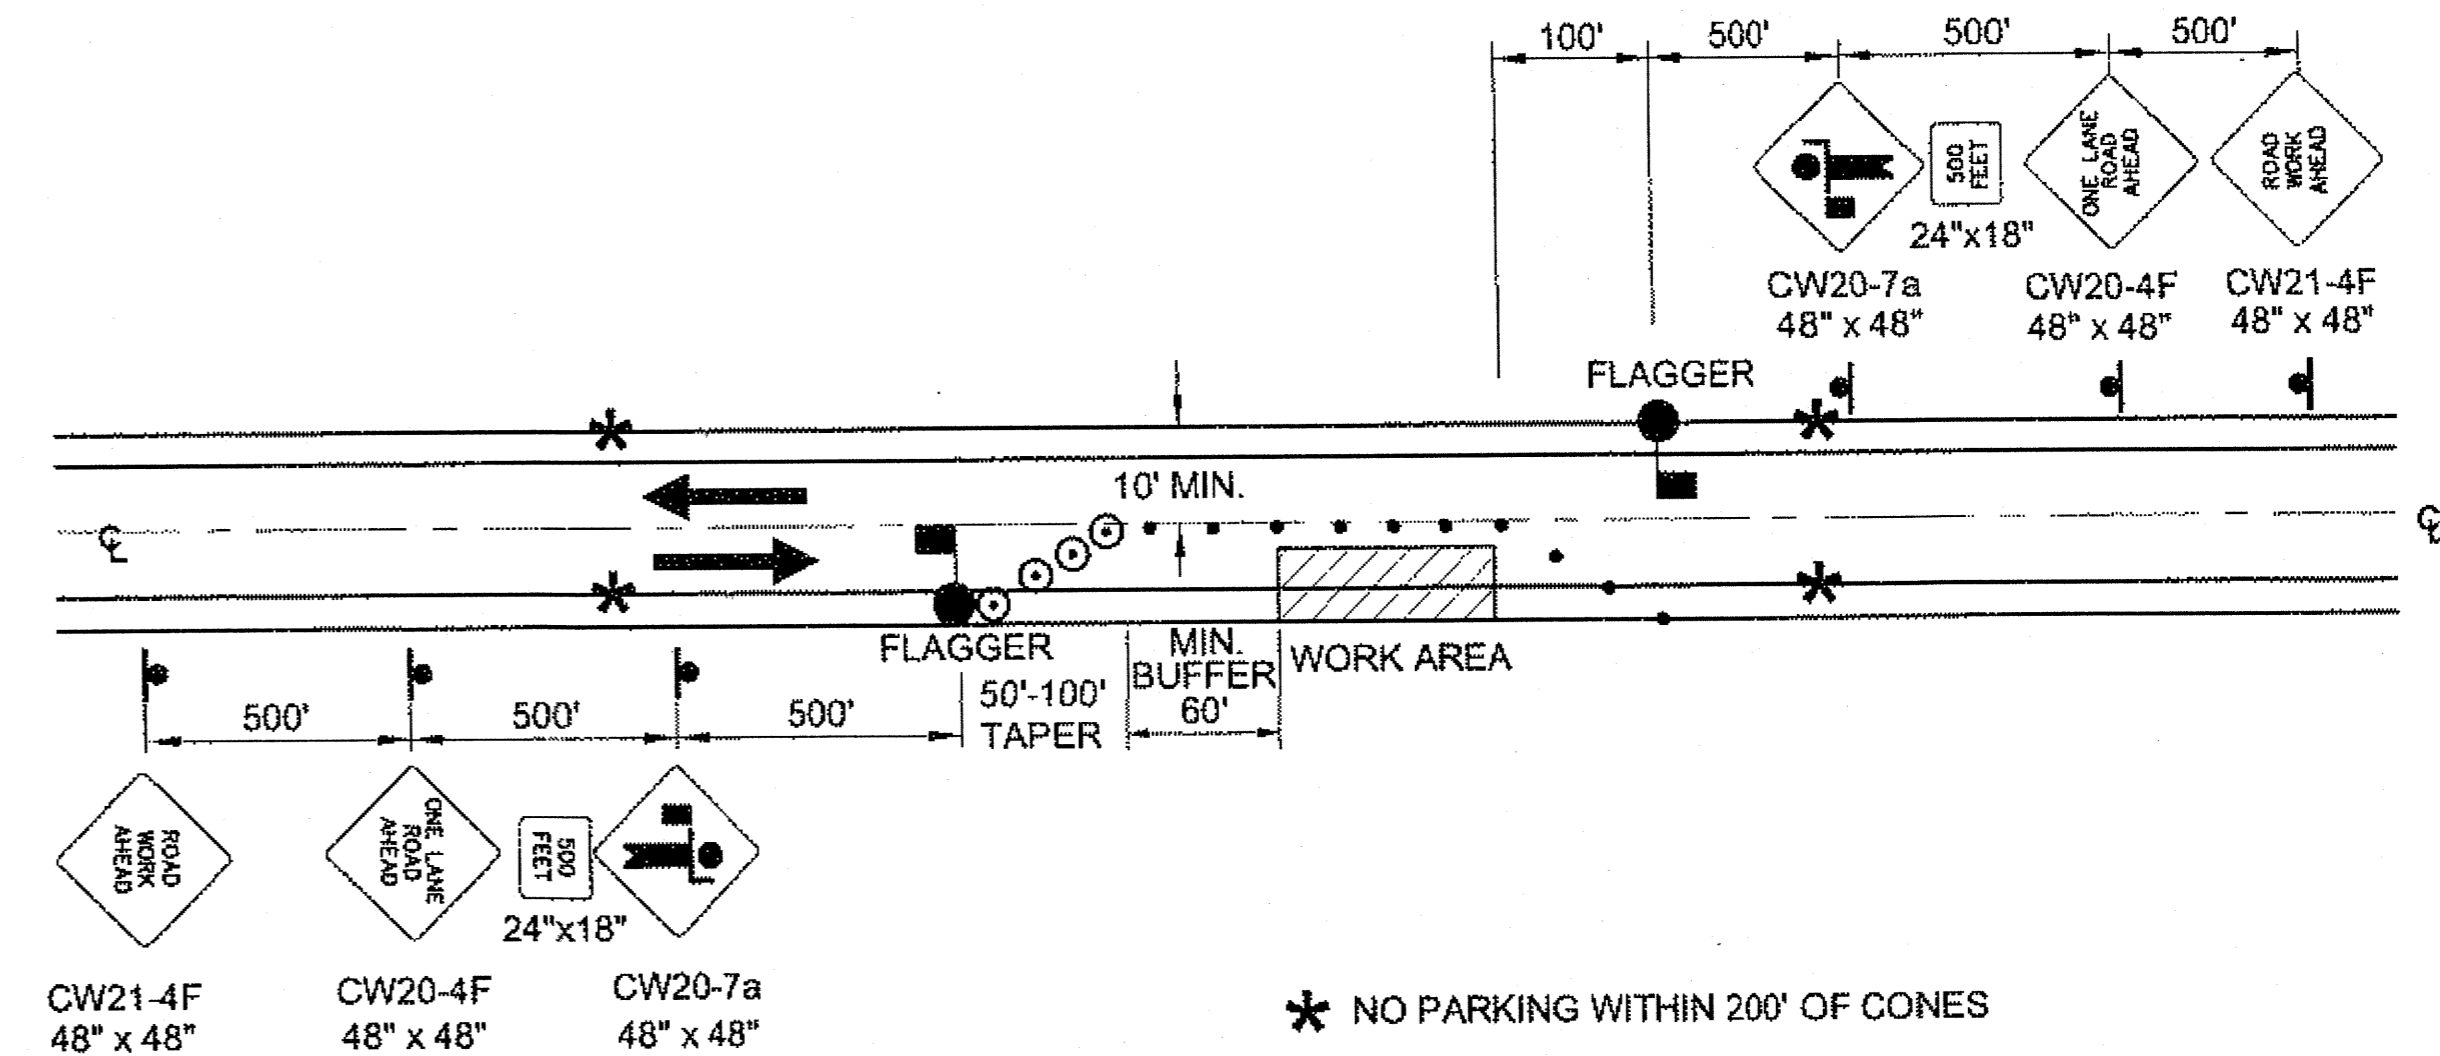 100' 500' 500' 500'
500
FEET
ONE LANE
ROAD
AHEAD
ROAD
WORK
AHEAD
24"x18"
CW20-7a
48" x 48"
CW20-4F
48" x 48"
CW21-4F
48" x 48"
FLAGGER
10' MIN.
℄
℄
FLAGGER
50'-100'
TAPER
MIN.
BUFFER
60'
WORK AREA
500' 500' 500'
ROAD
WORK
AHEAD
ONE LANE
ROAD
AHEAD
500
FEET
24"x18"
CW21-4F
48" x 48"
CW20-4F
48" x 48"
CW20-7a
48" x 48"
* NO PARKING WITHIN 200' OF CONES